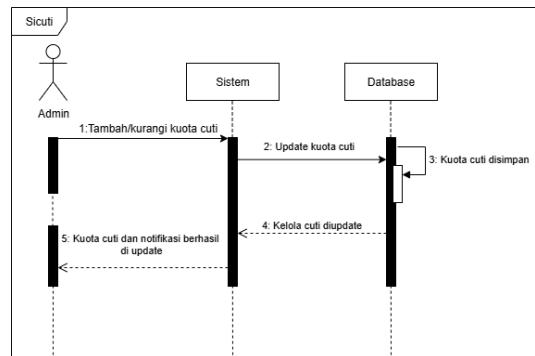 Sicuti
Admin
Sistem
Database
1:Tambah/kurangi kuota cuti
2: Update kuota cuti
3: Kuota cuti disimpan
4: Kelola cuti diupdate
5: Kuota cuti dan notifikasi berhasil
di update